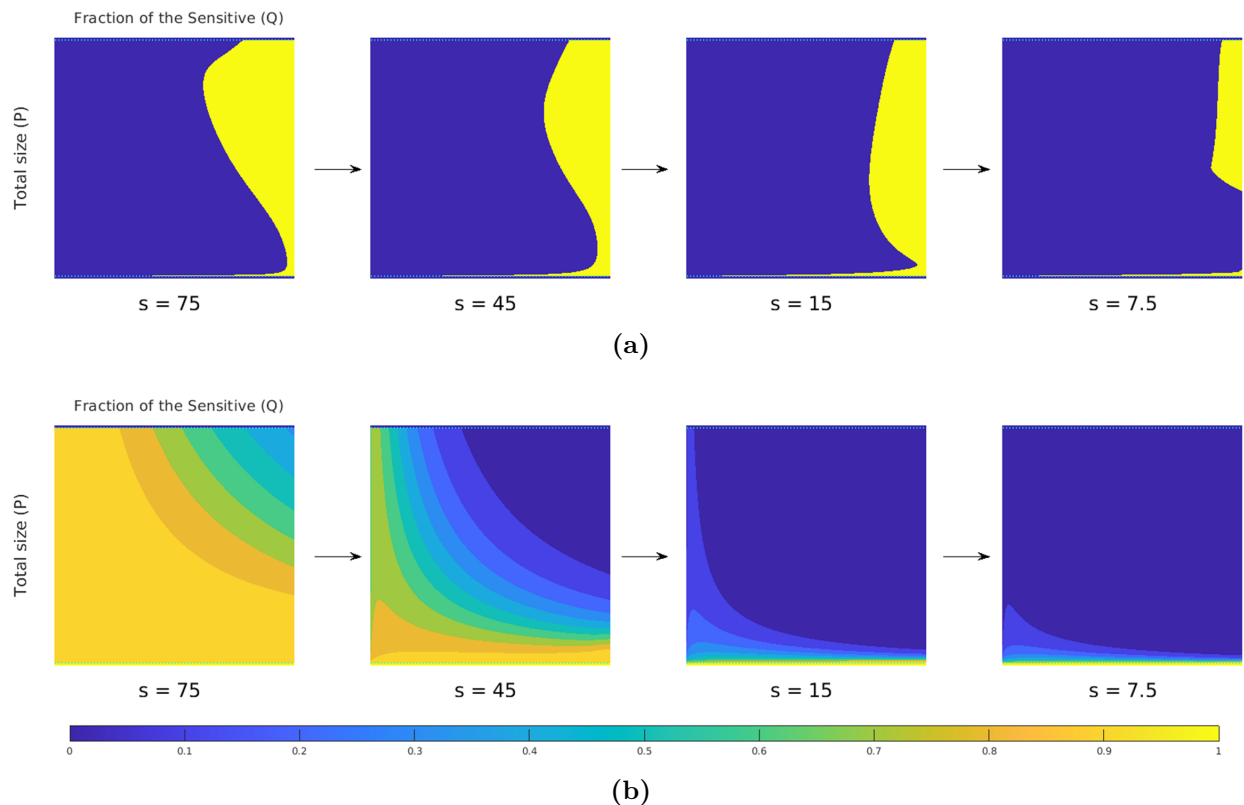 Fraction of the Sensitive (Q)
Total size (P)
s = 75
s = 45
s = 15
s = 7.5
(a)
Fraction of the Sensitive (Q)
Total size (P)
s = 75
s = 45
s = 15
s = 7.5
0 0.1 0.2 0.3 0.4 0.5 0.6 0.7 0.8 0.9 1
(b)